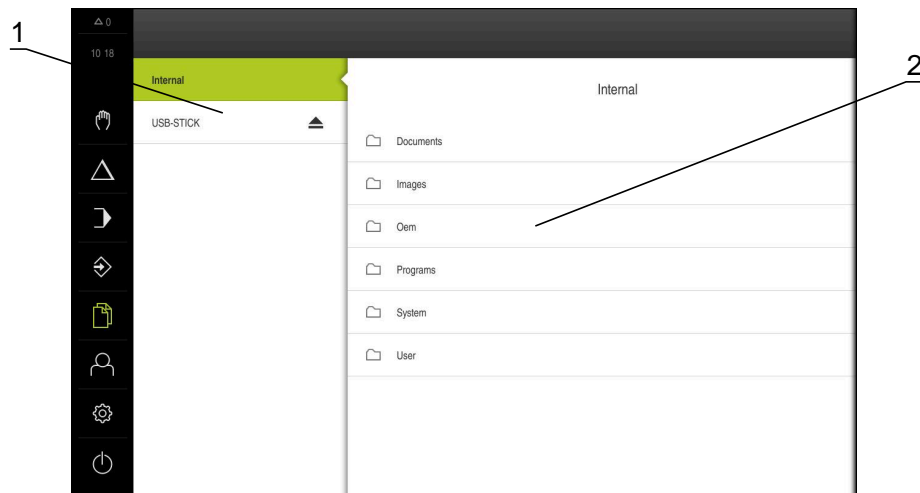 1
0
10 18
Internal
USB-STICK
Internal
Documents
Images
Oem
Programs
System
User
2